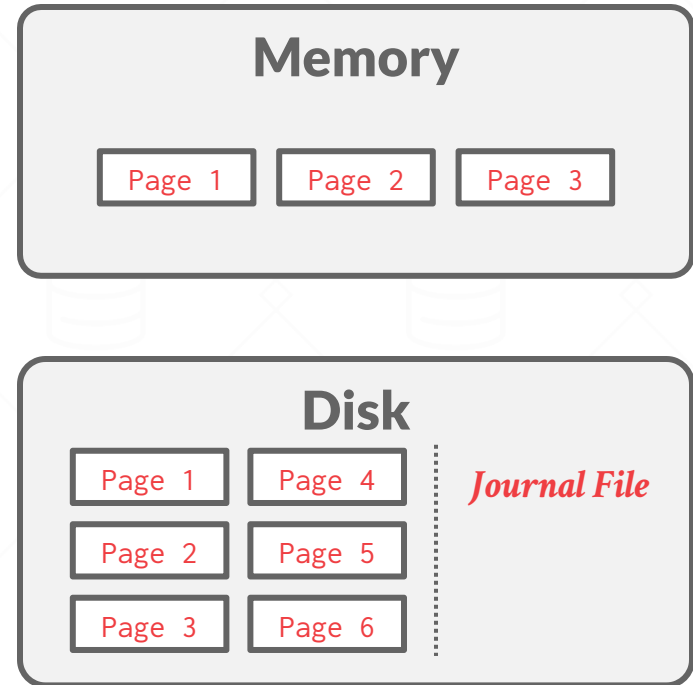 Memory
Page 1 Page 2 Page 3
Disk
Page 1 Page 4
Journal File
Page 2 Page 5
Page 3 Page 6